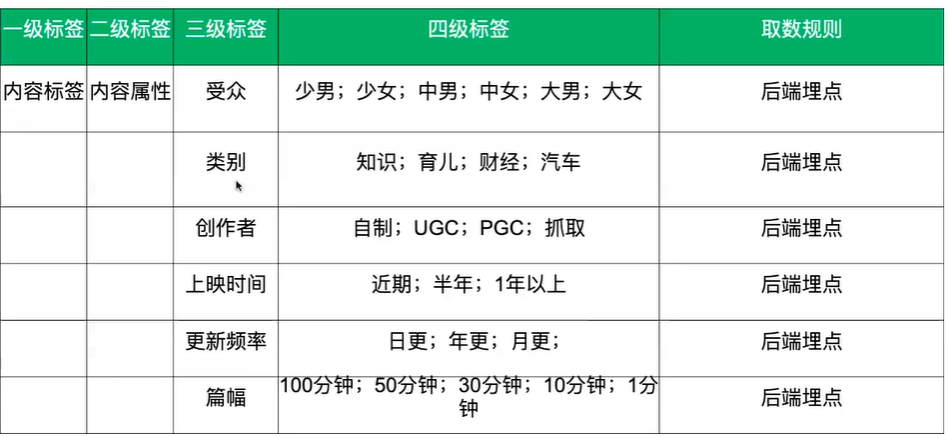 一级标签 二级标签 三级标签 四级标签 取数规则
内容标签 内容属性 受众 少男；少女；中男；中女；大男；大女 后端埋点
类别 知识；育儿；财经；汽车 后端埋点
创作者 自制；UGC；PGC；抓取 后端埋点
上映时间 近期；半年；1年以上 后端埋点
更新频率 日更；年更；月更； 后端埋点
篇幅 100分钟；50分钟；30分钟；10分钟；1分 后端埋点
钟